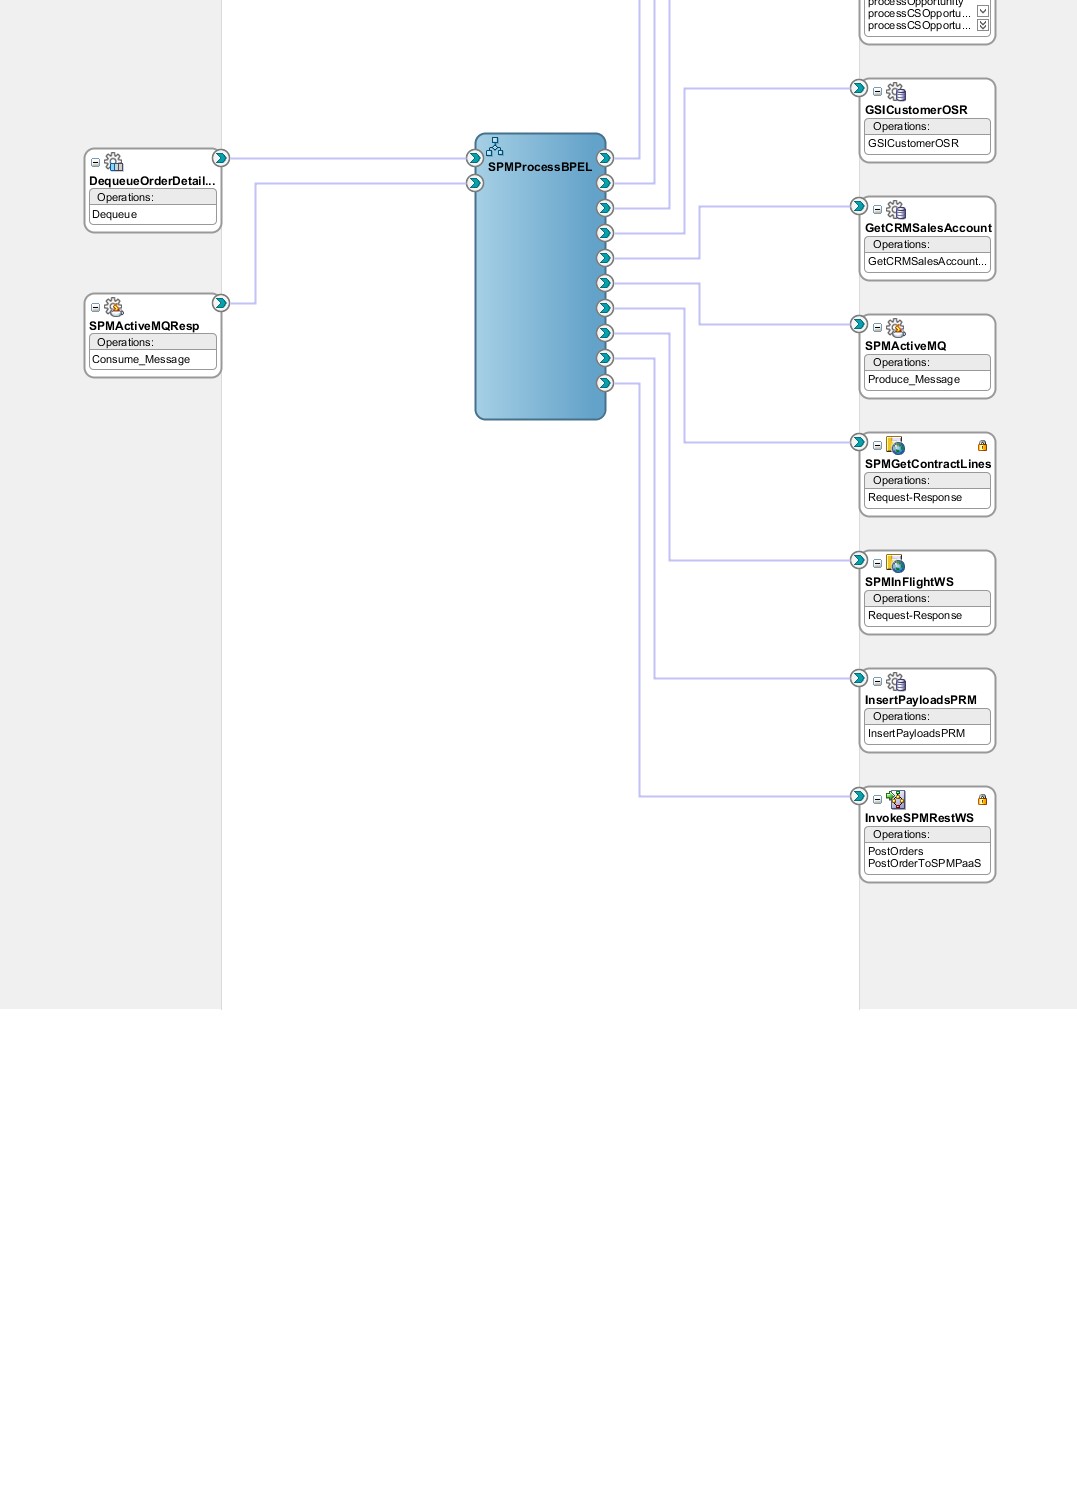 processOpportunity
processCSOpportu...
processCSOpportu...
GSICustomerOSR
Operations:
GSICustomerOSR
SPMProcessBPEL
DequeueOrderDetail...
Operations:
Dequeue
GetCRMSalesAccount
Operations:
GetCRMSalesAccount...
SPMActiveMQResp
Operations:
Consume_Message
SPMActiveMQ
Operations:
Produce_Message
SPMGetContractLines
Operations:
Request-Response
SPMInFlightWS
Operations:
Request-Response
InsertPayloadsPRM
Operations:
InsertPayloadsPRM
InvokeSPMRestWS
Operations:
PostOrders
PostOrderToSPMPaaS